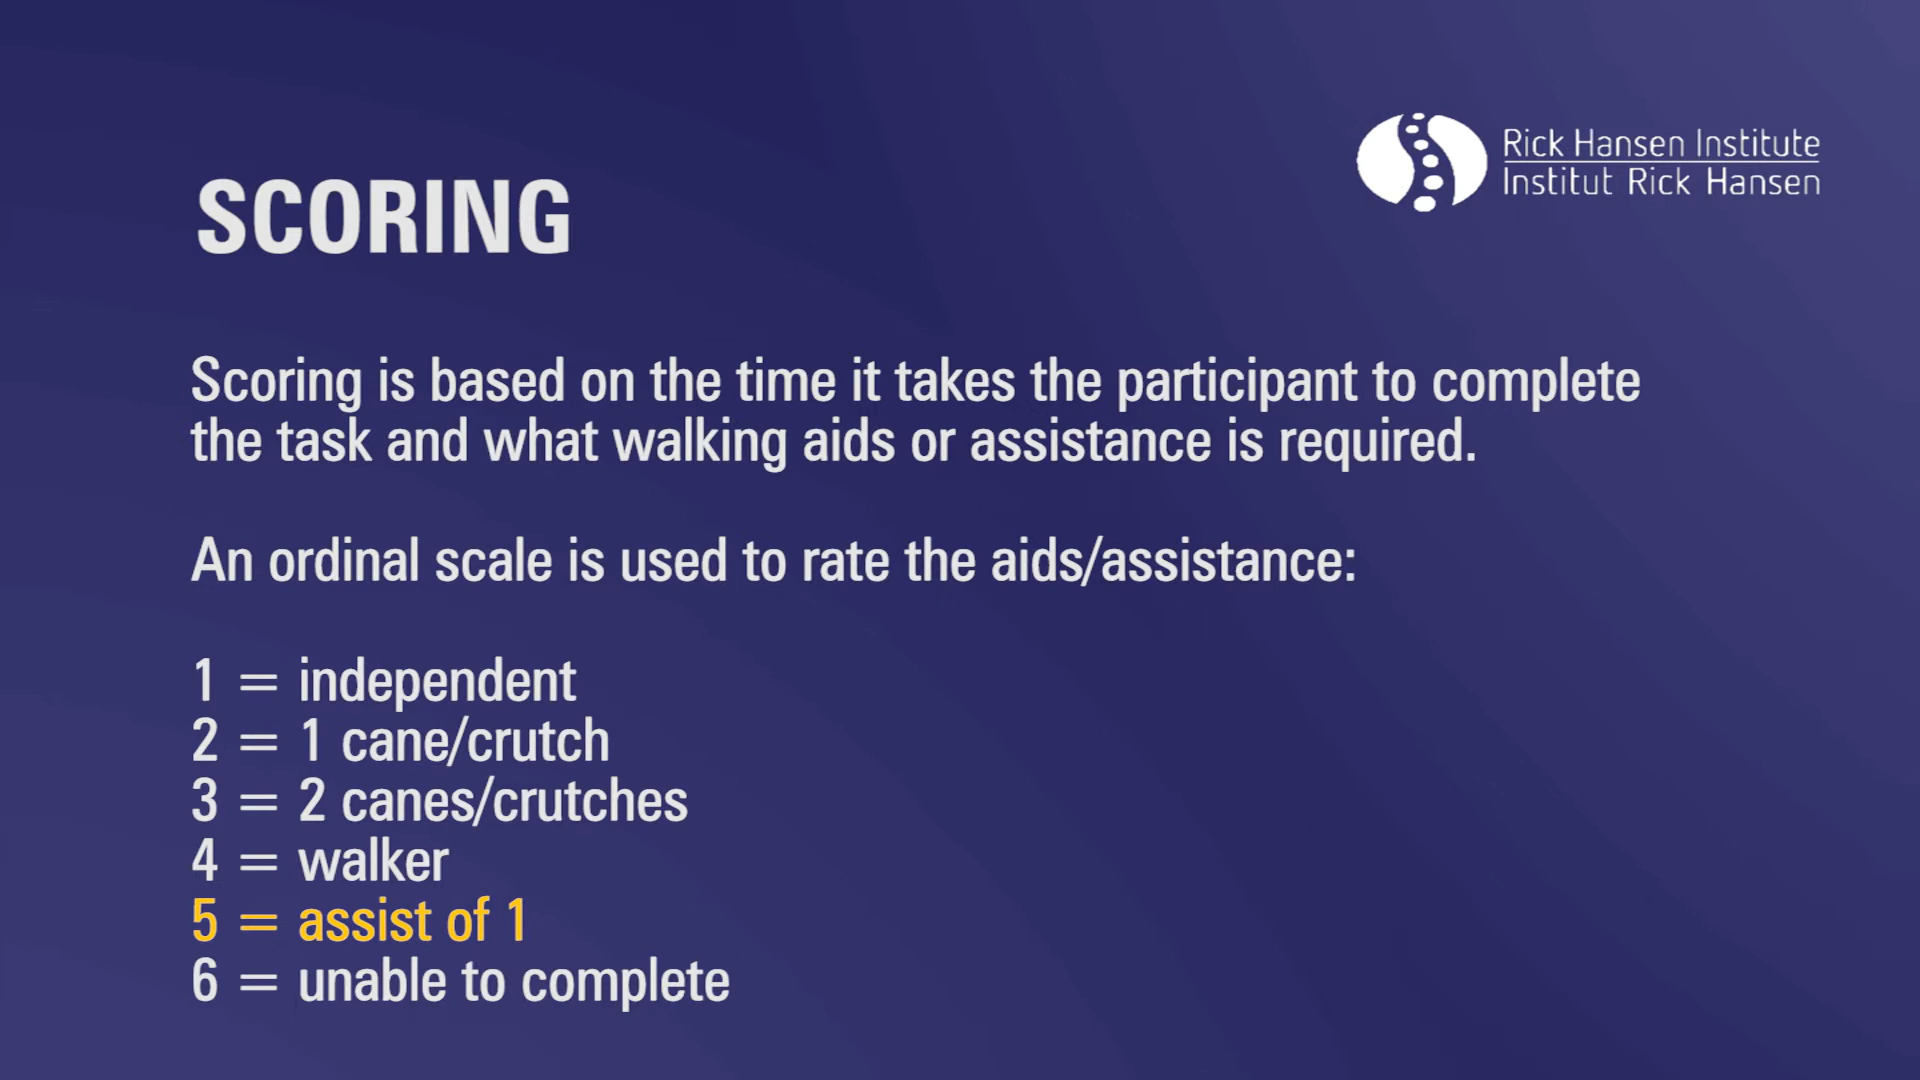 Rick Hansen Institute
Institut Rick Hansen
SCORING
Scoring is based on the time it takes the participant to complete
the task and what walking aids or assistance is required.
An ordinal scale is used to rate the aids/assistance:
1 = independent
2 = 1 cane/crutch
3 = 2 canes/crutches
4 = walker
5 = assist of 1
6 = unable to complete